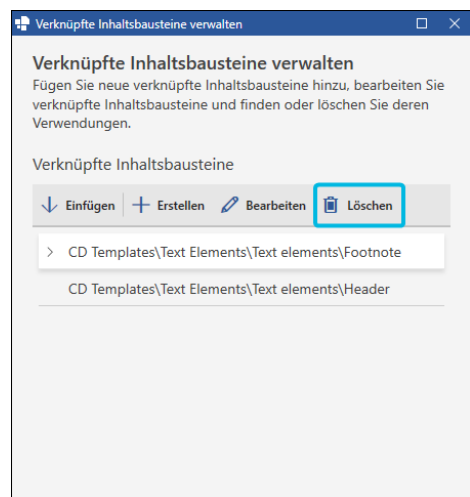 Verknüpfte Inhaltsbausteine verwalten
Verknüpfte Inhaltsbausteine verwalten
Fügen Sie neue verknüpfte Inhaltsbausteine hinzu, bearbeiten Sie
verknüpfte Inhaltsbausteine und finden oder löschen Sie deren
Verwendungen.
Verknüpfte Inhaltsbausteine
Einfügen Erstellen Bearbeiten Löschen
CD Templates\Text Elements\Text elements\Footnote
CD Templates\Text Elements\Text elements\Header